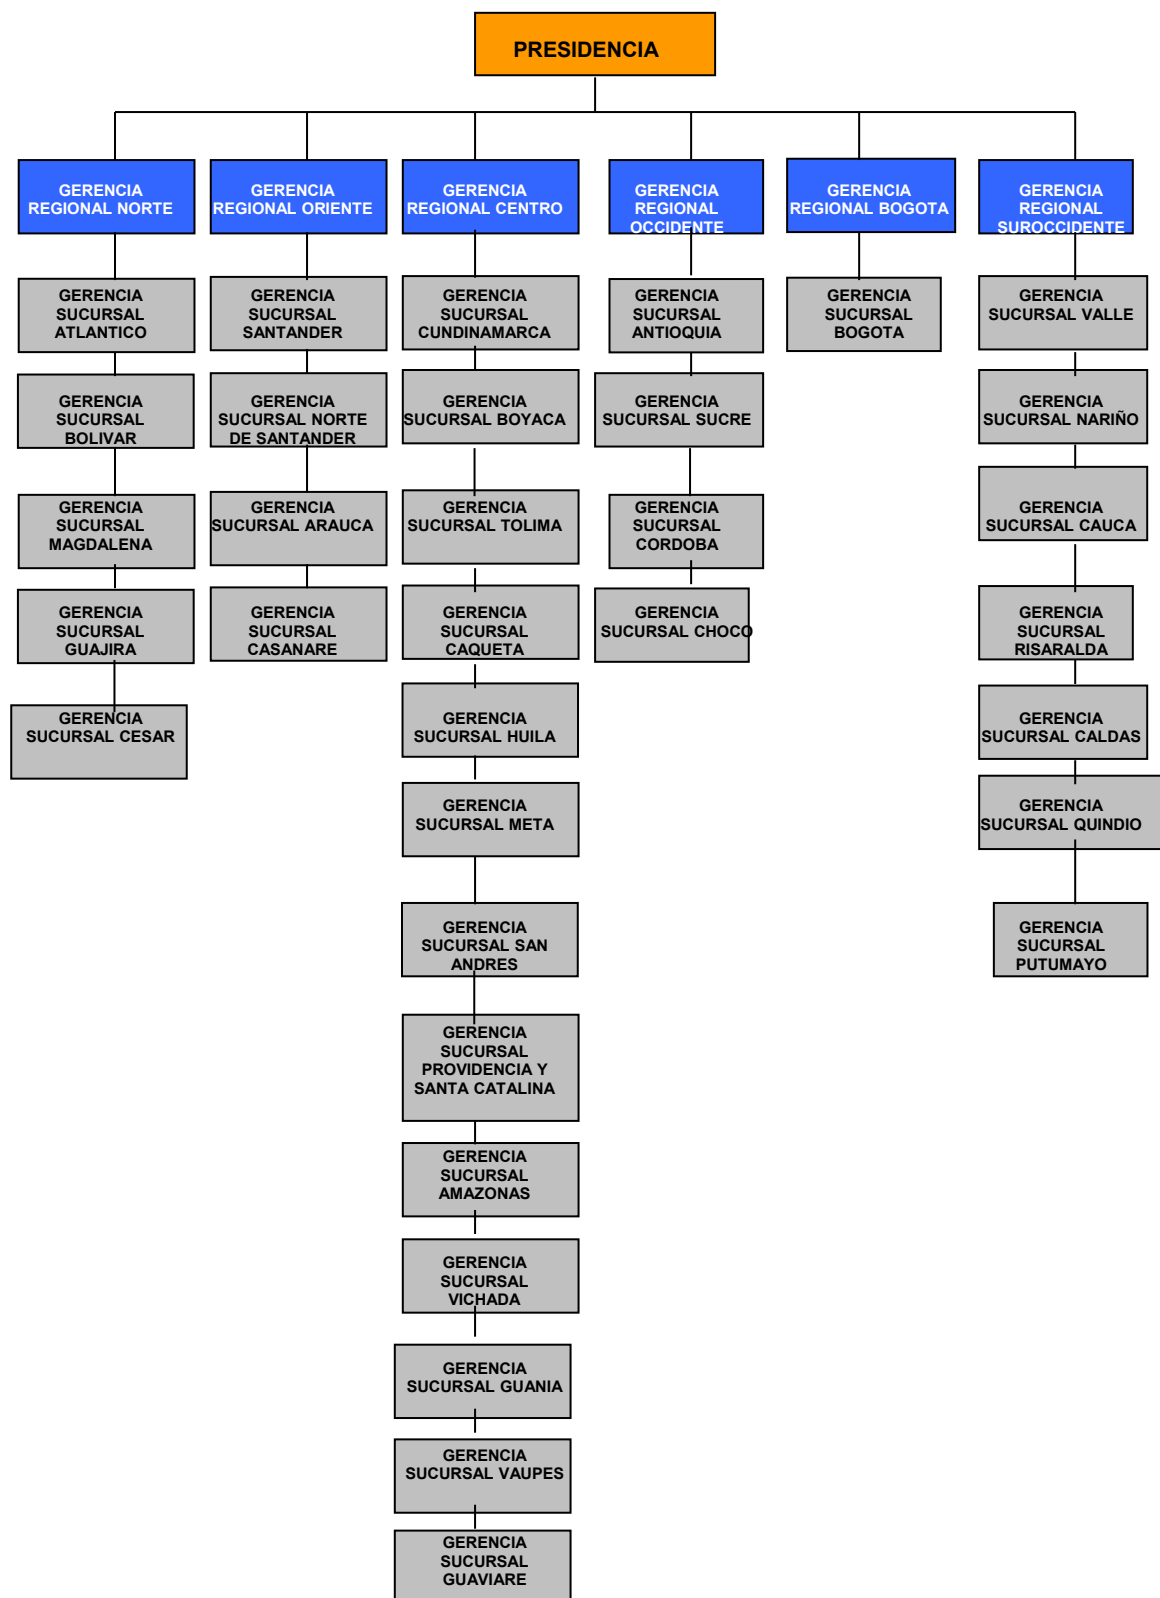 PRESIDENCIA
GERENCIA
REGIONAL NORTE
GERENCIA
REGIONAL ORIENTE
GERENCIA
REGIONAL CENTRO
GERENCIA
REGIONAL
OCCIDENTE
GERENCIA
REGIONAL BOGOTA
GERENCIA
REGIONAL
SUROCCIDENTE
GERENCIA
SUCURSAL
ATLANTICO
GERENCIA
SUCURSAL
BOLIVAR
GERENCIA
SUCURSAL
MAGDALENA
GERENCIA
SUCURSAL
GUAJIRA
GERENCIA
SUCURSAL CESAR
GERENCIA
SUCURSAL
SANTANDER
GERENCIA
SUCURSAL NORTE
DE SANTANDER
GERENCIA
SUCURSAL ARAUCA
GERENCIA
SUCURSAL
CASANARE
GERENCIA
SUCURSAL
CUNDINAMARCA
GERENCIA
SUCURSAL BOYACA
GERENCIA
SUCURSAL TOLIMA
GERENCIA
SUCURSAL
CAQUETA
GERENCIA
SUCURSAL HUILA
GERENCIA
SUCURSAL META
GERENCIA
SUCURSAL SAN
ANDRES
GERENCIA
SUCURSAL
PROVIDENCIA Y
SANTA CATALINA
GERENCIA
SUCURSAL
AMAZONAS
GERENCIA
SUCURSAL
VICHADA
GERENCIA
SUCURSAL GUANIA
GERENCIA
SUCURSAL VAUPES
GERENCIA
SUCURSAL
GUAVIARE
GERENCIA
SUCURSAL
ANTIOQUIA
GERENCIA
SUCURSAL SUCRE
GERENCIA
SUCURSAL
CORDOBA
GERENCIA
SUCURSAL CHOCO
GERENCIA
SUCURSAL
BOGOTA
GERENCIA
SUCURSAL VALLE
GERENCIA
SUCURSAL NARIÑO
GERENCIA
SUCURSAL CAUCA
GERENCIA
SUCURSAL
RISARALDA
GERENCIA
SUCURSAL CALDAS
GERENCIA
SUCURSAL QUINDIO
GERENCIA
SUCURSAL
PUTUMAYO